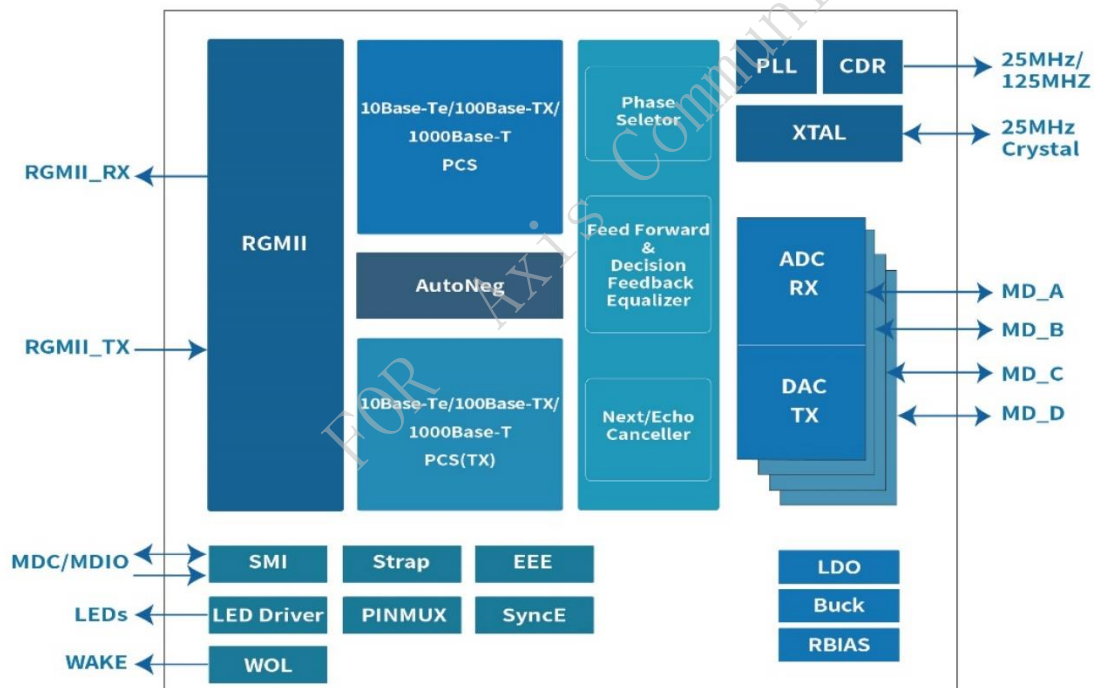 PLL
CDR
25MHz/
125MHZ
XTAL
25MHz
Crystal
RGMII_RX
RGMII_TX
RGMII
10Base-Te/100Base-TX/
1000Base-T
PCS
AutoNeg
10Base-Te/100Base-TX/
1000Base-T
PCS(TX)
Phase
Seletor
Feed Forward
&
Decision
Feedback
Equalizer
Next/Echo
Canceller
ADC
RX
DAC
TX
MD_A
MD_B
MD_C
MD_D
MDC/MDIO
SMI
Strap
EEE
LEDs
LED Driver
PINMUX
SyncE
WAKE
WOL
LDO
Buck
RBIAS
FOR Axis